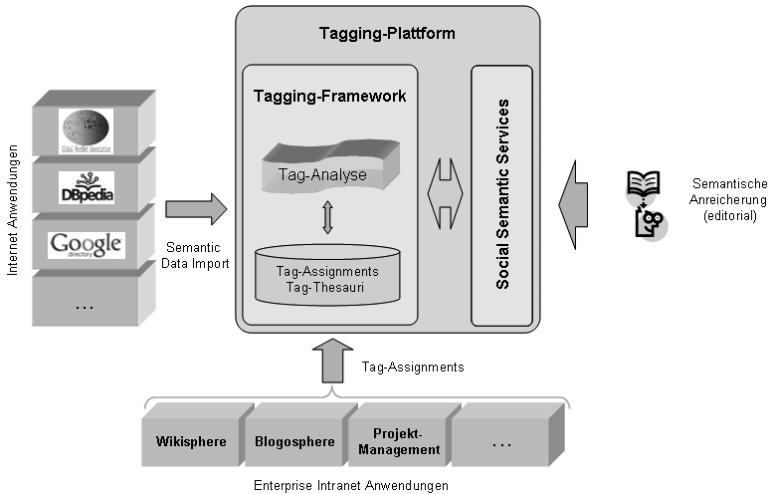 Tagging-Plattform
Tagging-Framework
Tag-Analyse
Tag-Assignments
Tag-Thesauri
Social Semantic Services
Internet Anwendungen
DBpedia
Google
directory
...
Semantic
Data Import
Semantische
Anreicherung
(editorial)
Tag-Assignments
Wikisphere
Blogosphere
Projekt-
Management
...
Enterprise Intranet Anwendungen